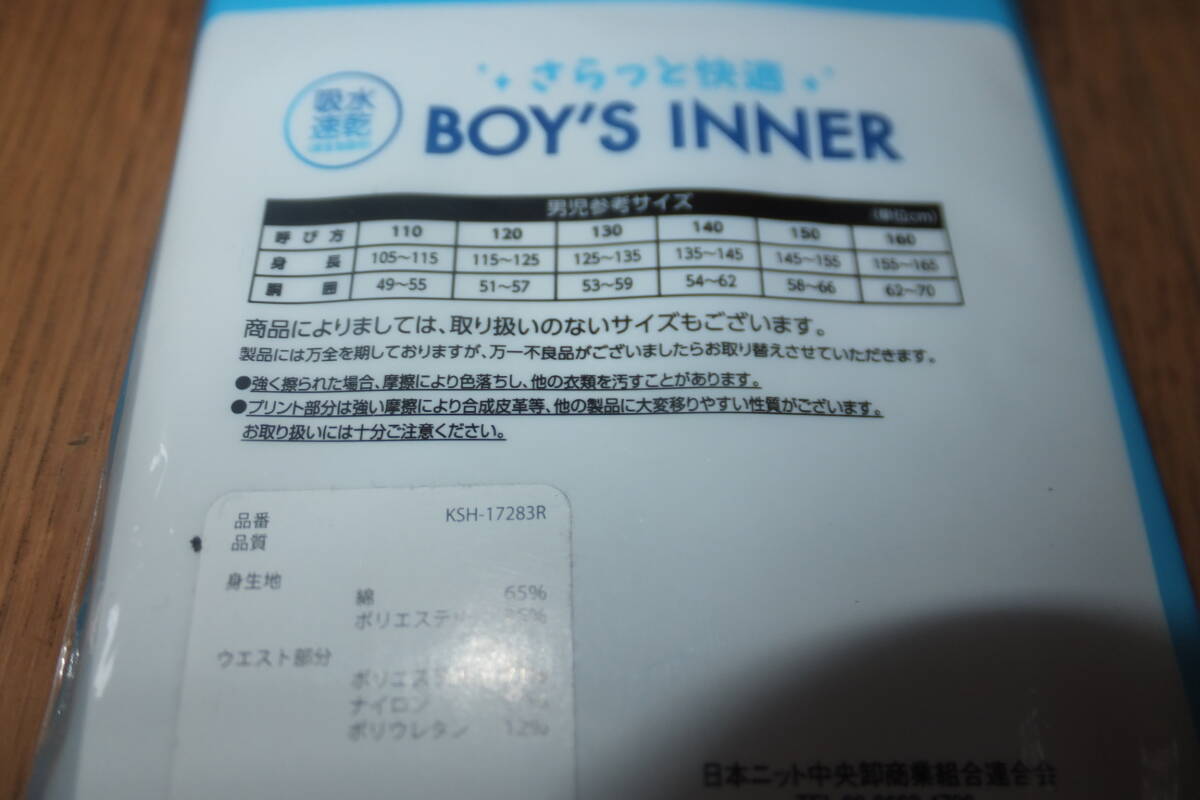 さらっと快適
吸水
速乾
BOY'S INNER
男児参考サイズ (単位cm)
呼び方 110 120 130 140 150 160
身長 105〜115 115〜125 125〜135 135〜145 145〜155 155〜165
胴囲 49〜55 51〜57 53〜59 54〜62 58〜66 62〜70
商品によりましては、取り扱いのないサイズもございます。
製品には万全を期しておりますが、万一不良品がございましたらお取り替えさせていただきます。
●強く擦られた場合、摩擦により色落ちし、他の衣類を汚すことがあります。
●プリント部分は強い摩擦により合成皮革等、他の製品に大変移りやすい性質がございます。
お取り扱いには十分ご注意ください。
品番 KSH-17283R
品質
身生地
綿 65%
ポリエステル
ウエスト部分
ポリエステル
ナイロン
ポリウレタン 12%
日本ニット中央卸商業組合連合会